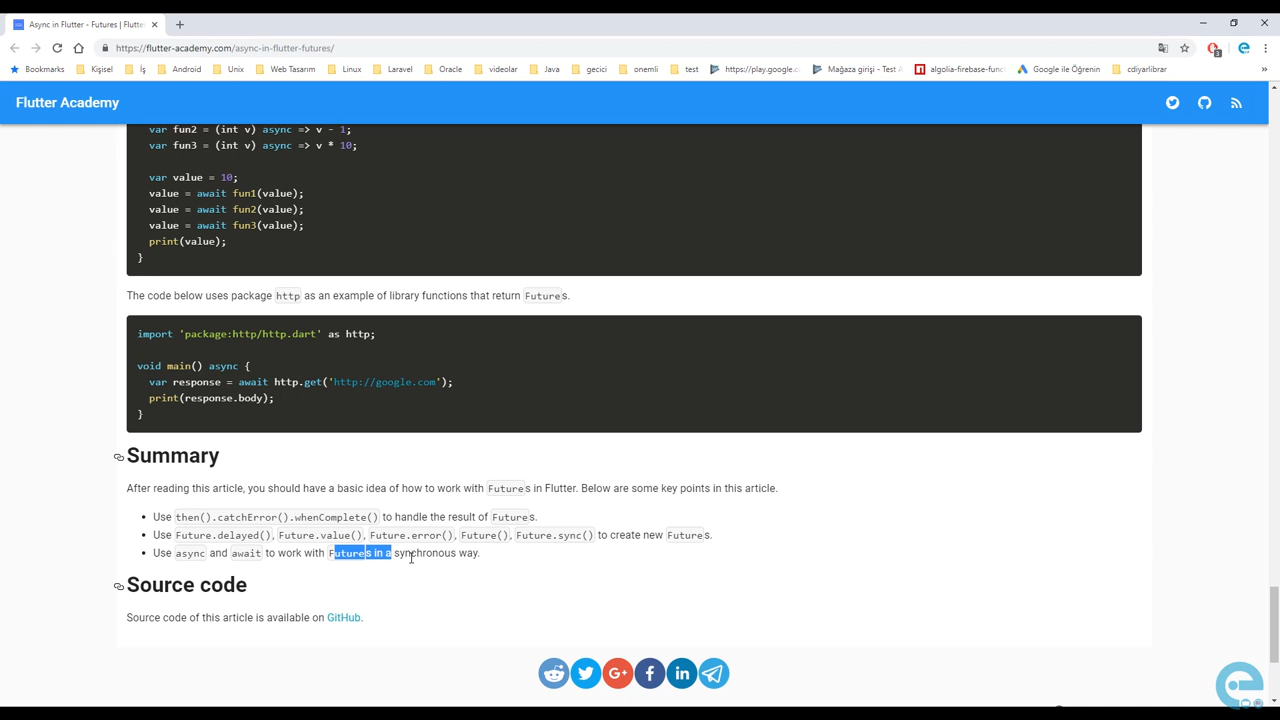 Async in Flutter - Futures | Flutte
https://flutter-academy.com/async-in-flutter-futures/
Bookmarks Kişisel İş Android Unix Web Tasarım Linux Laravel Oracle videolar Java gecici onemli test https://play.google.c Mağaza girişi - Test A algolia-firebase-func Google ile Öğrenin cdiyarlibrar »
Flutter Academy
var fun2 = (int v) async => v - 1;
var fun3 = (int v) async => v * 10;
var value = 10;
value = await fun1(value);
value = await fun2(value);
value = await fun3(value);
print(value);
}
The code below uses package http as an example of library functions that return Futures.
import 'package:http/http.dart' as http;
void main() async {
var response = await http.get('http://google.com');
print(response.body);
}
Summary
After reading this article, you should have a basic idea of how to work with Futures in Flutter. Below are some key points in this article.
• Use then().catchError().whenComplete() to handle the result of Futures.
• Use Future.delayed(), Future.value(), Future.error(), Future(), Future.sync() to create new Futures.
• Use async and await to work with Futures in a synchronous way.
Source code
Source code of this article is available on GitHub.
G+ f in